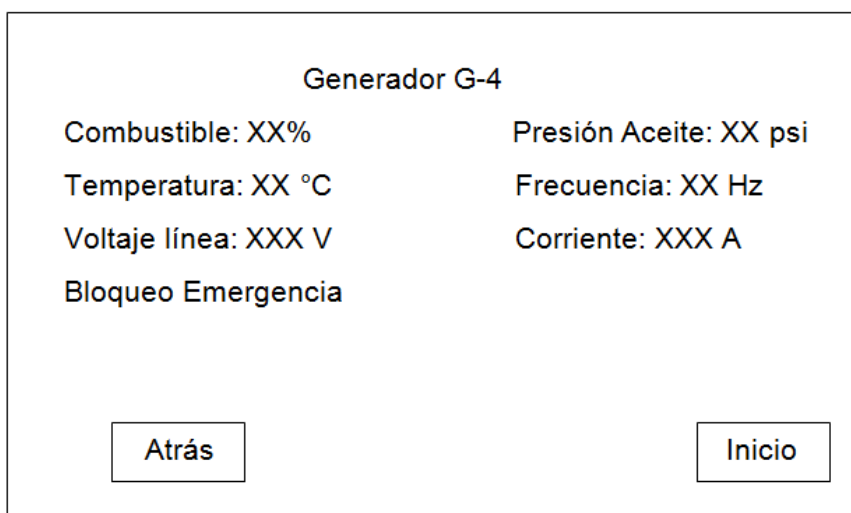 Generador G-4
Combustible: XX% Presión Aceite: XX psi
Temperatura: XX °C Frecuencia: XX Hz
Voltaje línea: XXX V Corriente: XXX A
Bloqueo Emergencia
Atrás Inicio